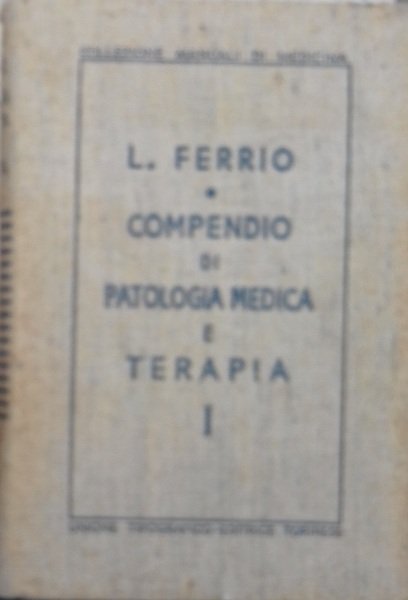 COLLEZIONE MANUALI DI MEDICINA
L. FERRIO
•
COMPENDIO
DI
PATOLOGIA MEDICA
E
TERAPIA
I
UNIONE TIPOGRAFICO-EDITRICE TORINESE